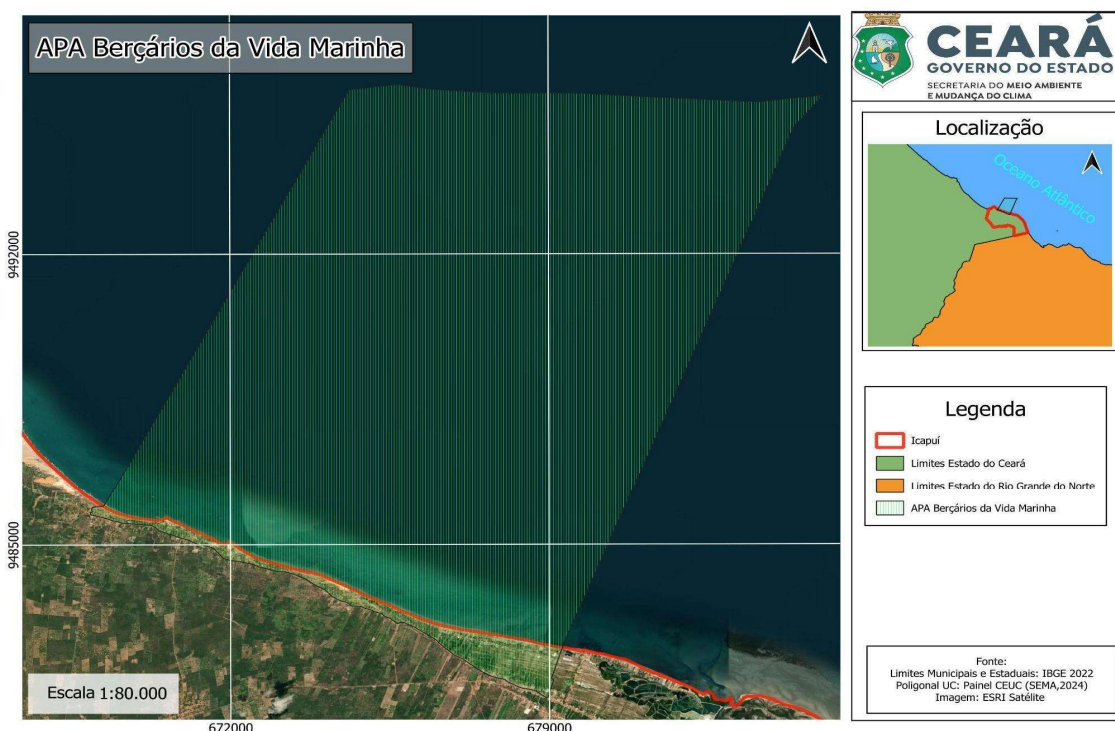 APA Berçários da Vida Marinha
CEARÁ
GOVERNO DO ESTADO
SECRETARIA DO MEIO AMBIENTE
E MUDANÇA DO CLIMA
Localização
Oceano Atlântico
9492000
9485000
Legenda
Icapuí
Limites Estado do Ceará
Limites Estado do Rio Grande do Norte
APA Berçários da Vida Marinha
Escala 1:80.000
Fonte:
Limites Municipais e Estaduais: IBGE 2022
Poligonal UC: Painel CEUC (SEMA,2024)
Imagem: ESRI Satélite
672000
679000